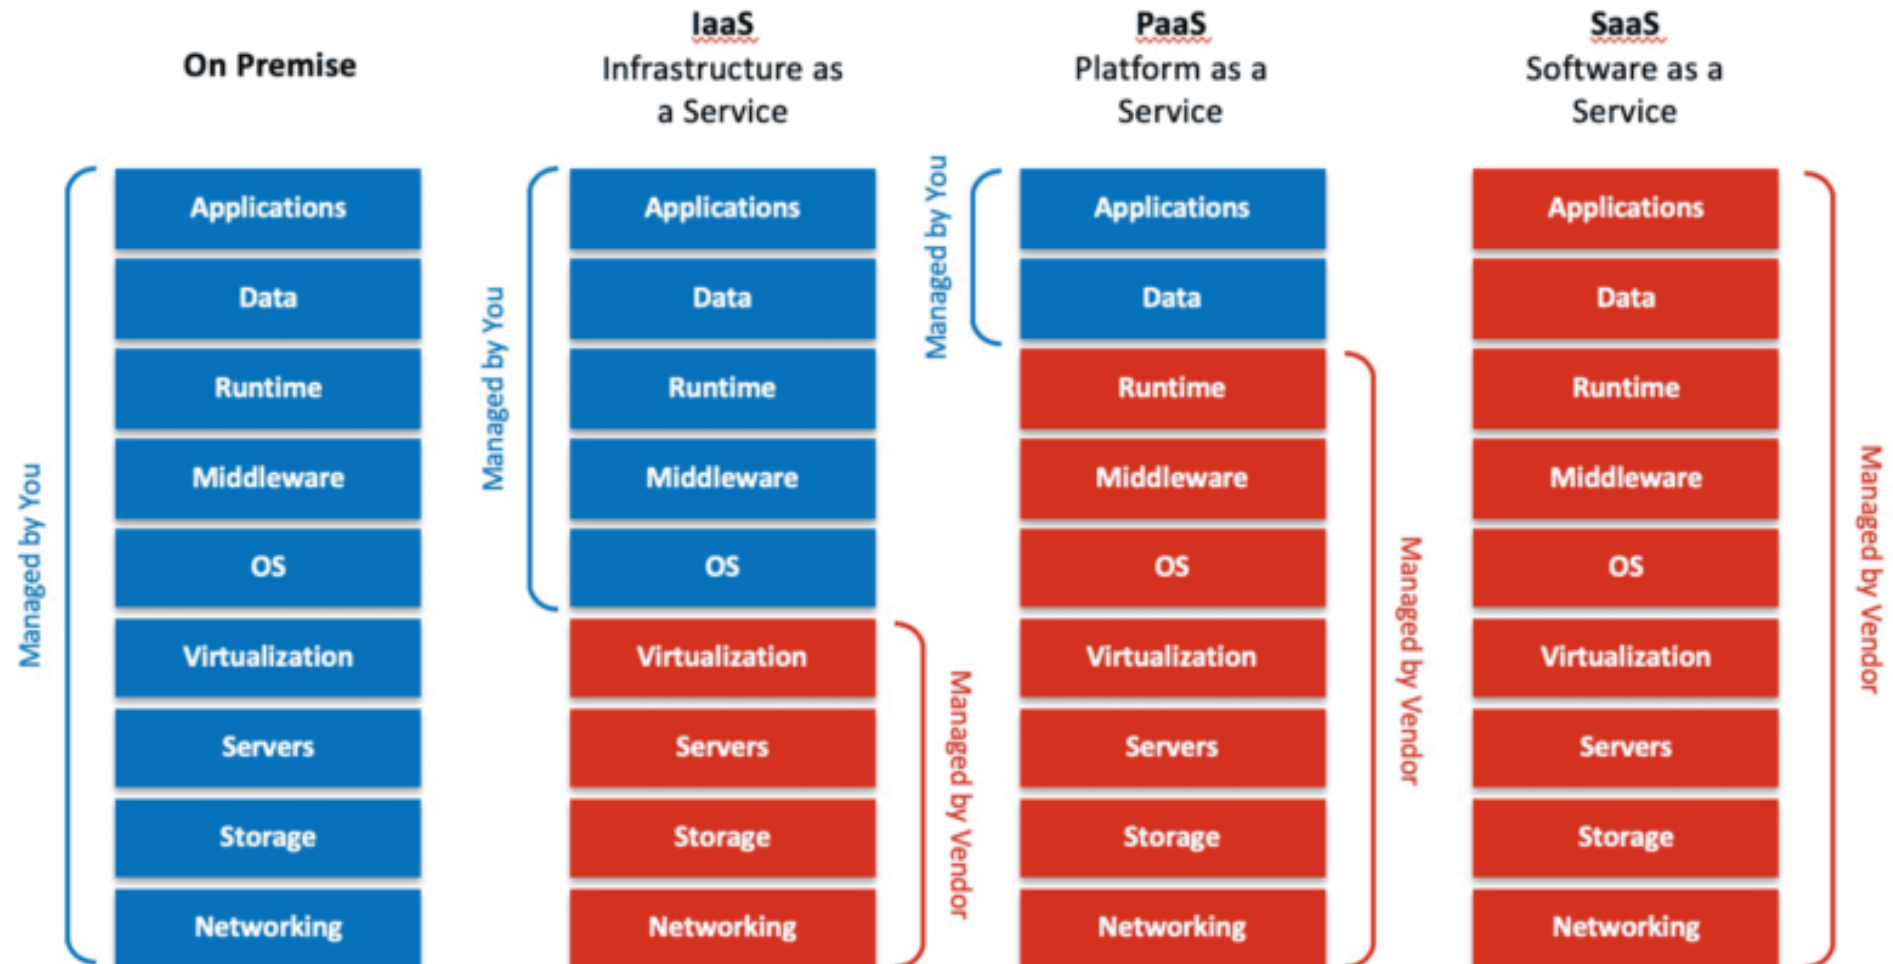 On Premise
Managed by You
Applications
Data
Runtime
Middleware
OS
Virtualization
Servers
Storage
Networking
IaaS
Infrastructure as
a Service
Managed by You
Applications
Data
Runtime
Middleware
OS
Virtualization
Servers
Storage
Networking
Managed by Vendor
PaaS
Platform as a
Service
Managed by You
Applications
Data
Runtime
Middleware
OS
Virtualization
Servers
Storage
Networking
Managed by Vendor
SaaS
Software as a
Service
Applications
Data
Runtime
Middleware
OS
Virtualization
Servers
Storage
Networking
Managed by Vendor